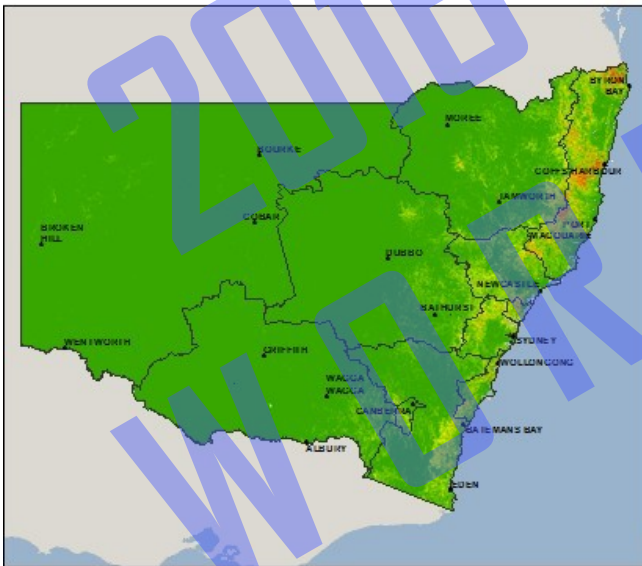 2016
BYRON
BAY
MOREE
BOURKE
COFFS HARBOUR
TAMWORTH
COBAR
PORT
MACQUARIE
BROKEN
HILL
DUBBO
NEWCASTLE
BATHURST
SYDNEY
WENTWORTH
GRIFFITH
WOLLONGONG
WAGGA
WAGGA
CANBERRA
BATEMANS BAY
ALBURY
EDEN